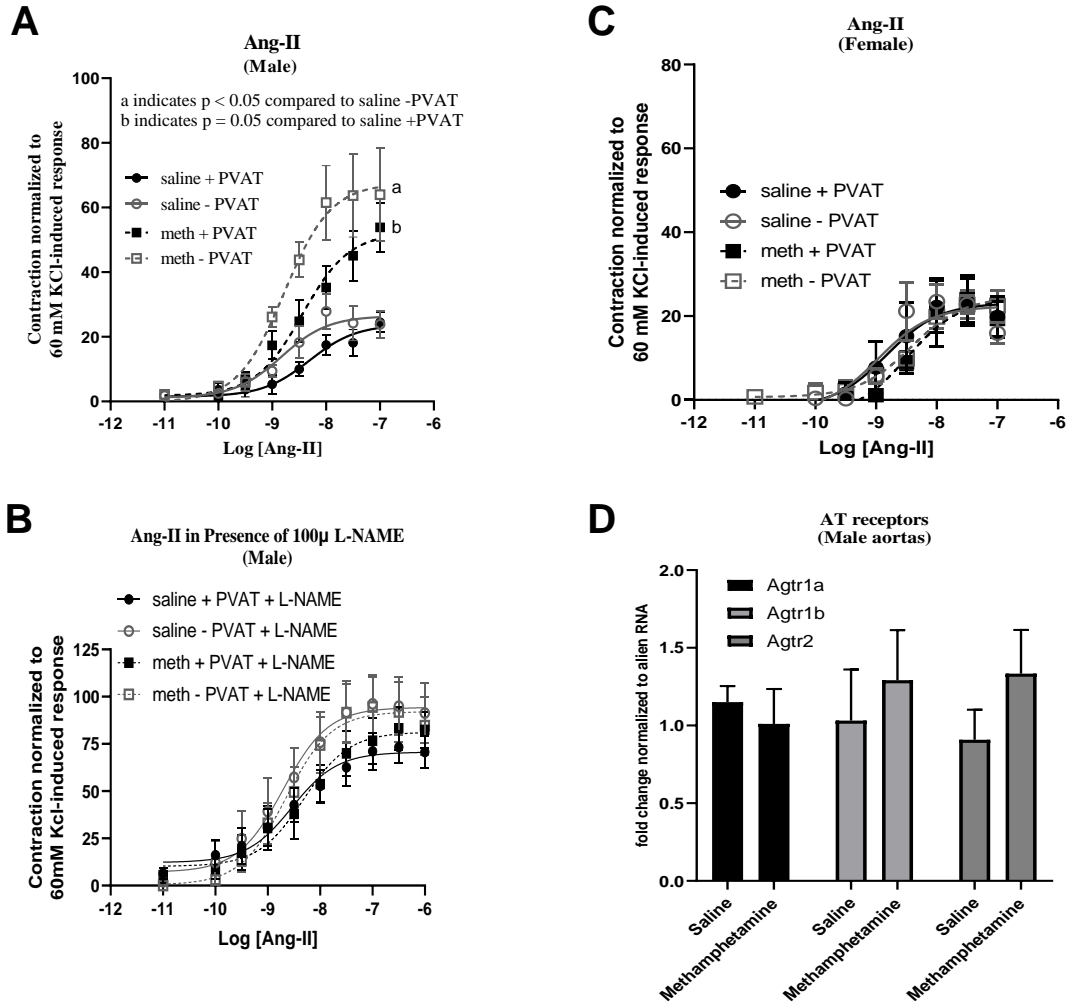 A
Ang-II
(Male)
a indicates p < 0.05 compared to saline -PVAT
b indicates p = 0.05 compared to saline +PVAT
saline + PVAT
saline - PVAT
meth + PVAT
meth - PVAT
a
b
Contraction normalized to
60 mM KCl-induced response
100
80
60
40
20
0
-12
-11
-10
-9
-8
-7
-6
Log [Ang-II]
C
Ang-II
(Female)
saline + PVAT
saline - PVAT
meth + PVAT
meth - PVAT
Contraction normalized to
60 mM KCl-induced response
80
60
40
20
0
-12
-11
-10
-9
-8
-7
-6
Log [Ang-II]
B
Ang-II in Presence of 100μ L-NAME
(Male)
saline + PVAT + L-NAME
saline - PVAT + L-NAME
meth + PVAT + L-NAME
meth - PVAT + L-NAME
Contraction normalized to
60mM Kcl-induced response
125
100
75
50
25
0
-12
-11
-10
-9
-8
-7
-6
Log [Ang-II]
D
AT receptors
(Male aortas)
Agtr1a
Agtr1b
Agtr2
fold change normalized to alien RNA
2.0
1.5
1.0
0.5
0.0
Saline
Methamphetamine
Saline
Methamphetamine
Saline
Methamphetamine